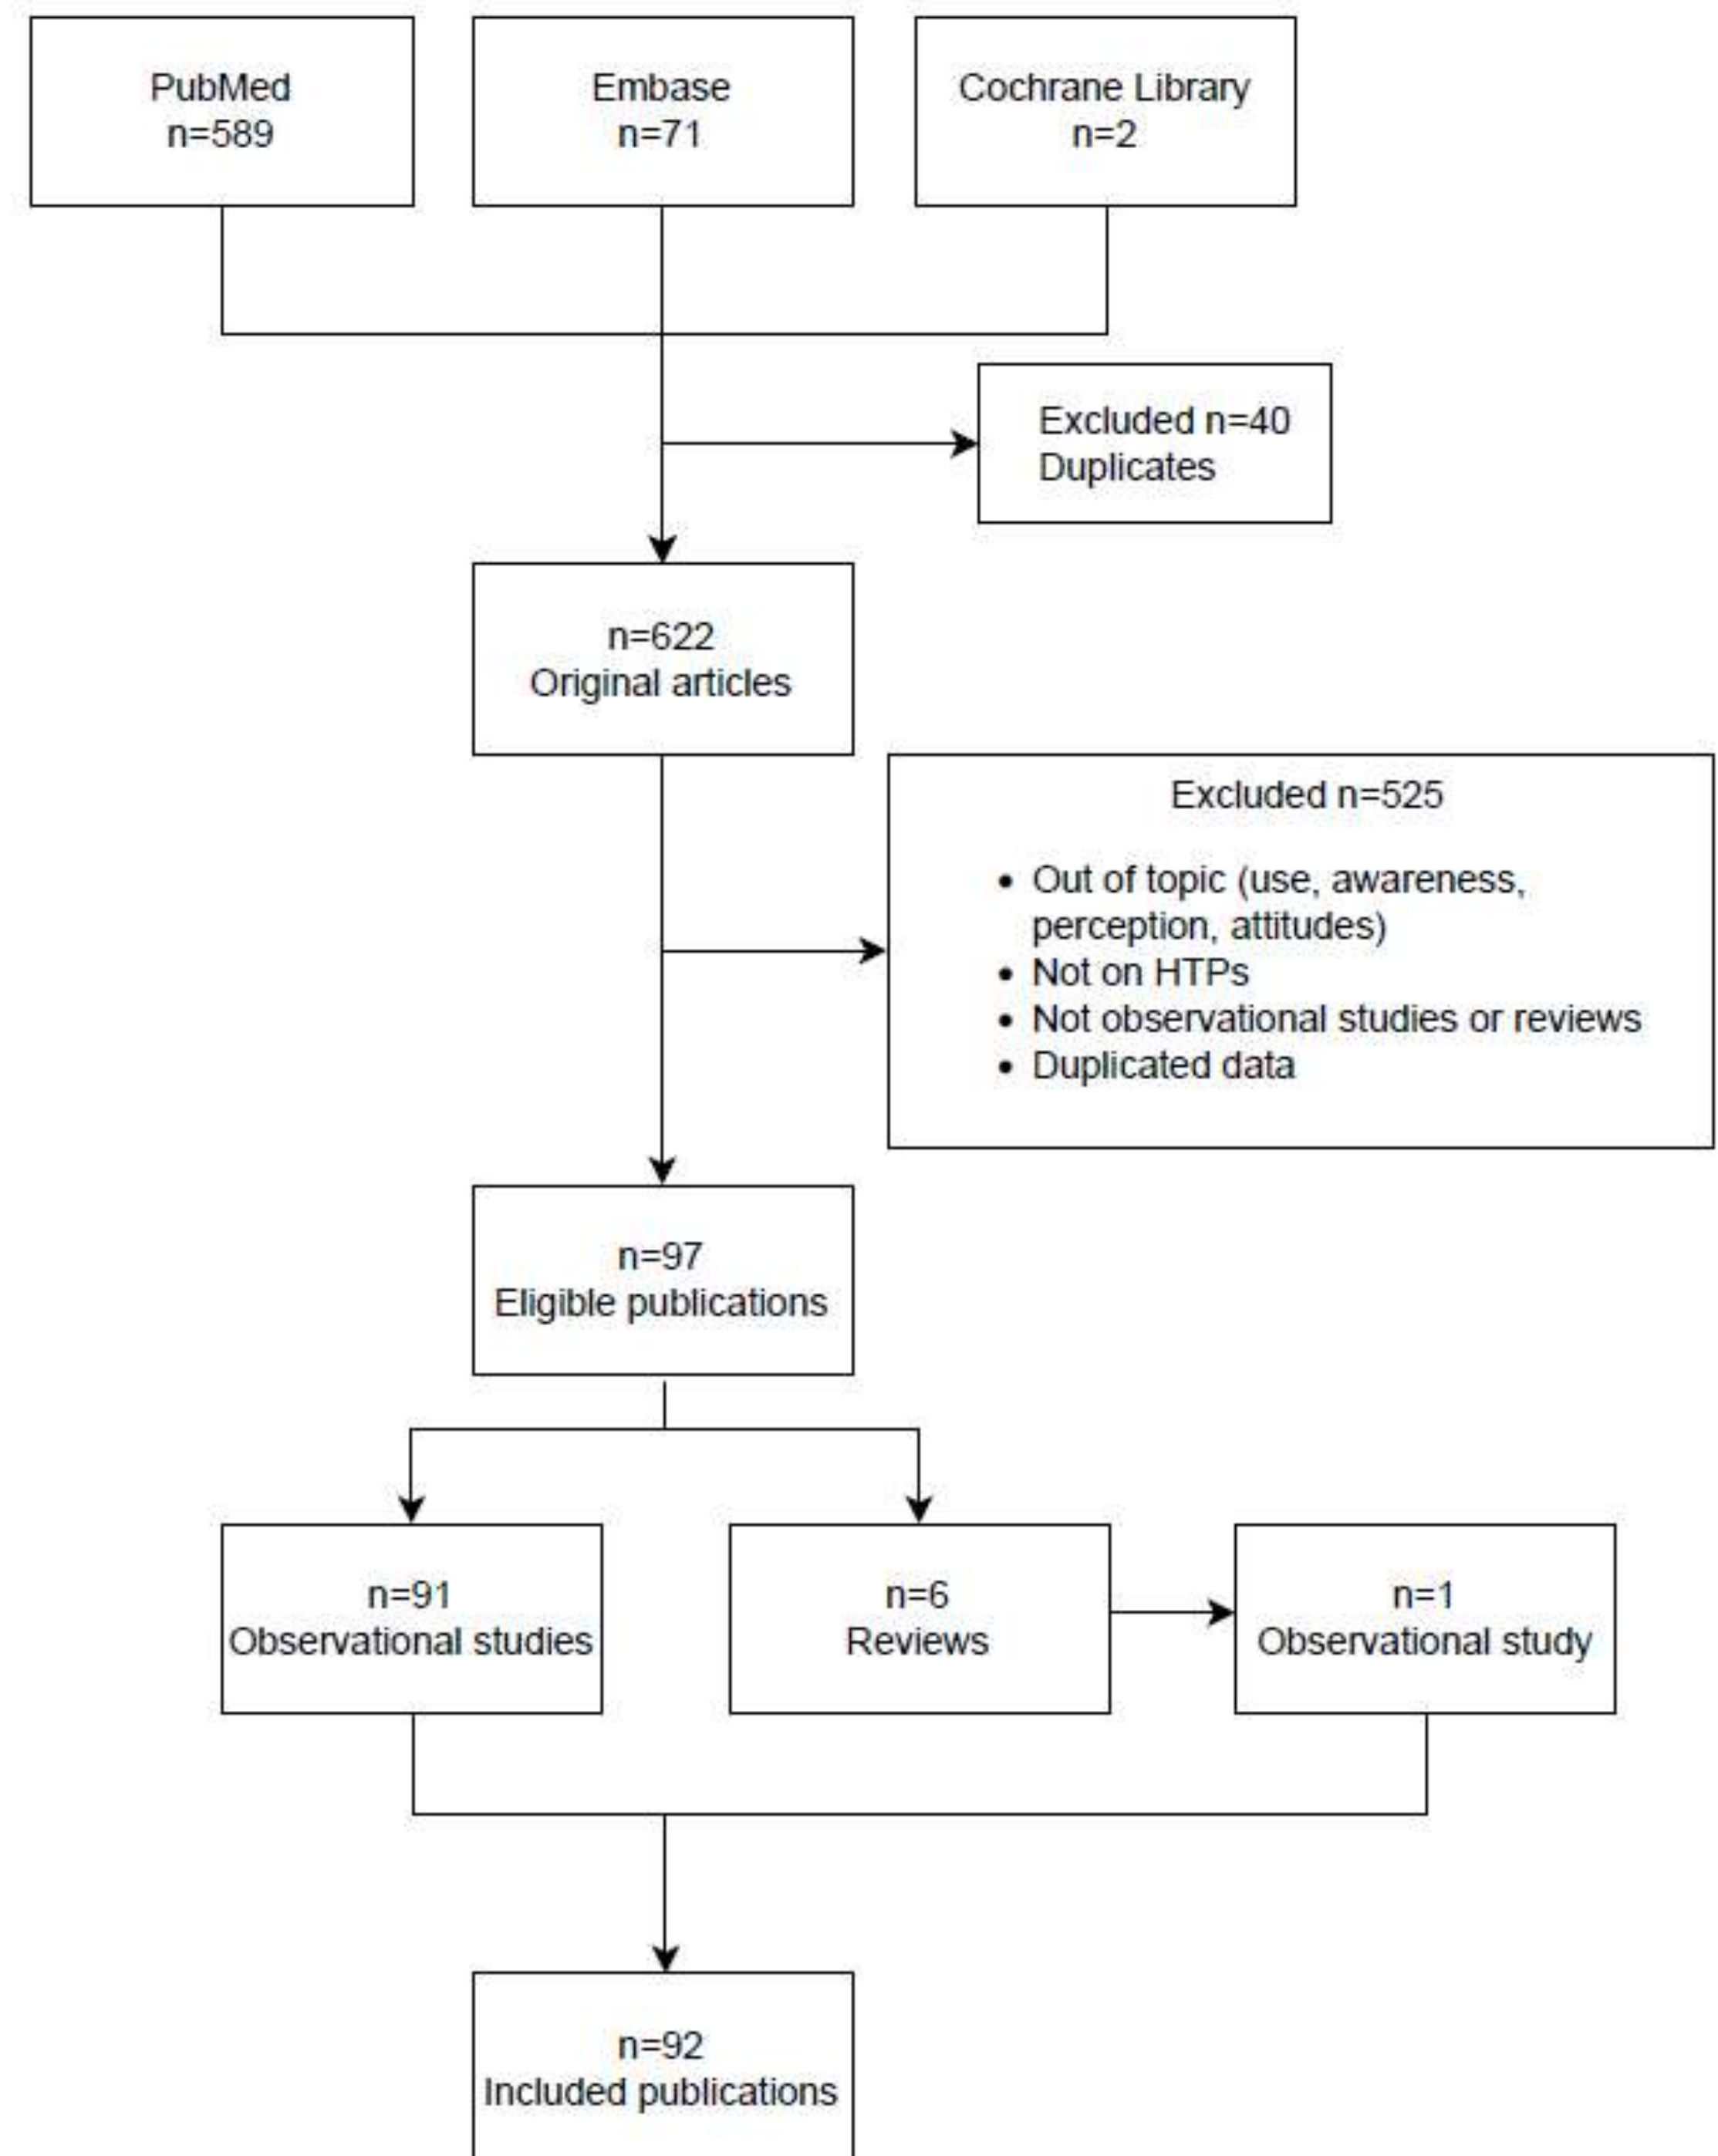 PubMed
n=589
Embase
n=71
Cochrane Library
n=2
Excluded n=40
Duplicates
n=622
Original articles
Excluded n=525
• Out of topic (use, awareness,
perception, attitudes)
• Not on HTPs
• Not observational studies or reviews
• Duplicated data
n=97
Eligible publications
n=91
Observational studies
n=6
Reviews
n=1
Observational study
n=92
Included publications